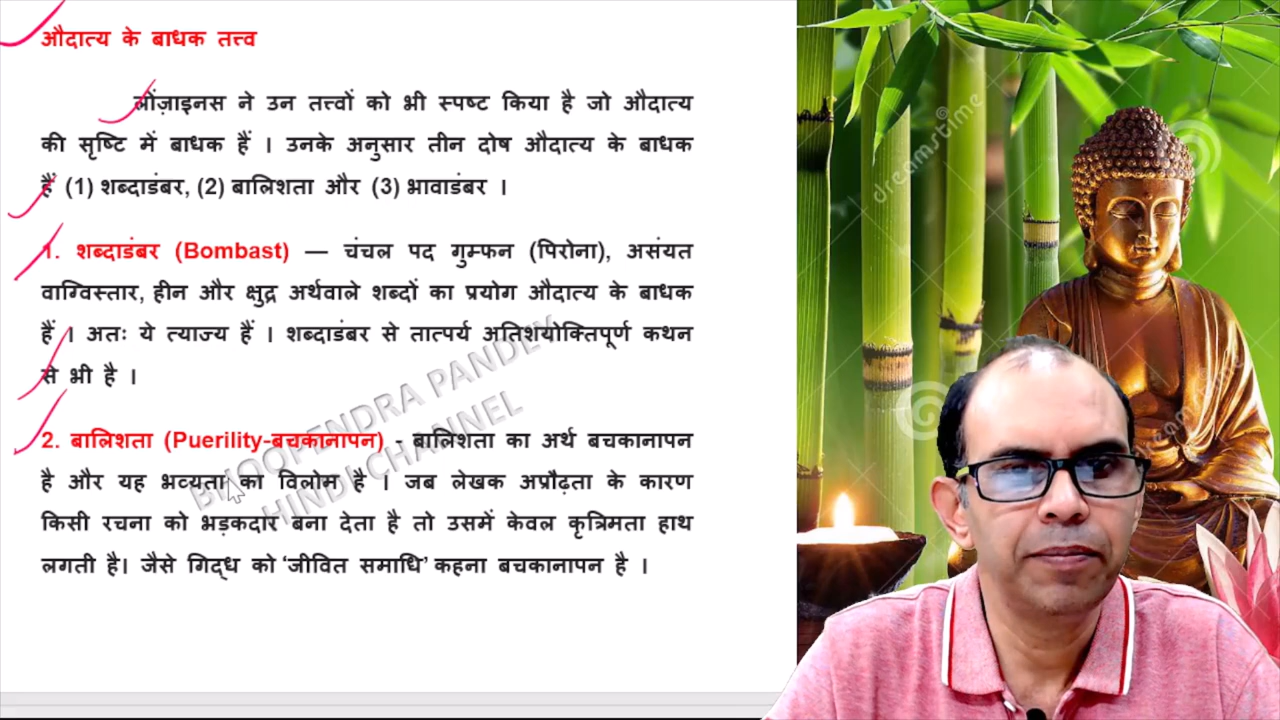 औदात्य के बाधक तत्त्व
लोंज़ाइनस ने उन तत्त्वों को भी स्पष्ट किया है जो औदात्य
की सृष्टि में बाधक हैं । उनके अनुसार तीन दोष औदात्य के बाधक
हैं (1) शब्दाडंबर, (2) बालिशता और (3) भावाडंबर ।
1. शब्दाडंबर (Bombast) — चंचल पद गुम्फन (पिरोना), असंयत
वाग्विस्तार, हीन और क्षुद्र अर्थवाले शब्दों का प्रयोग औदात्य के बाधक
हैं । अतः ये त्याज्य हैं । शब्दाडंबर से तात्पर्य अतिशयोक्तिपूर्ण कथन
से भी है ।
2. बालिशता (Puerility-बचकानापन) - बालिशता का अर्थ बचकानापन
है और यह भव्यता का विलोम है । जब लेखक अप्रौढ़ता के कारण
किसी रचना को भड़कदार बना देता है तो उसमें केवल कृत्रिमता हाथ
लगती है। जैसे गिद्ध को ‘जीवित समाधि’ कहना बचकानापन है ।
BHOOPENDRA PANDEY
HINDI CHANNEL
dreamstime
dreamstime